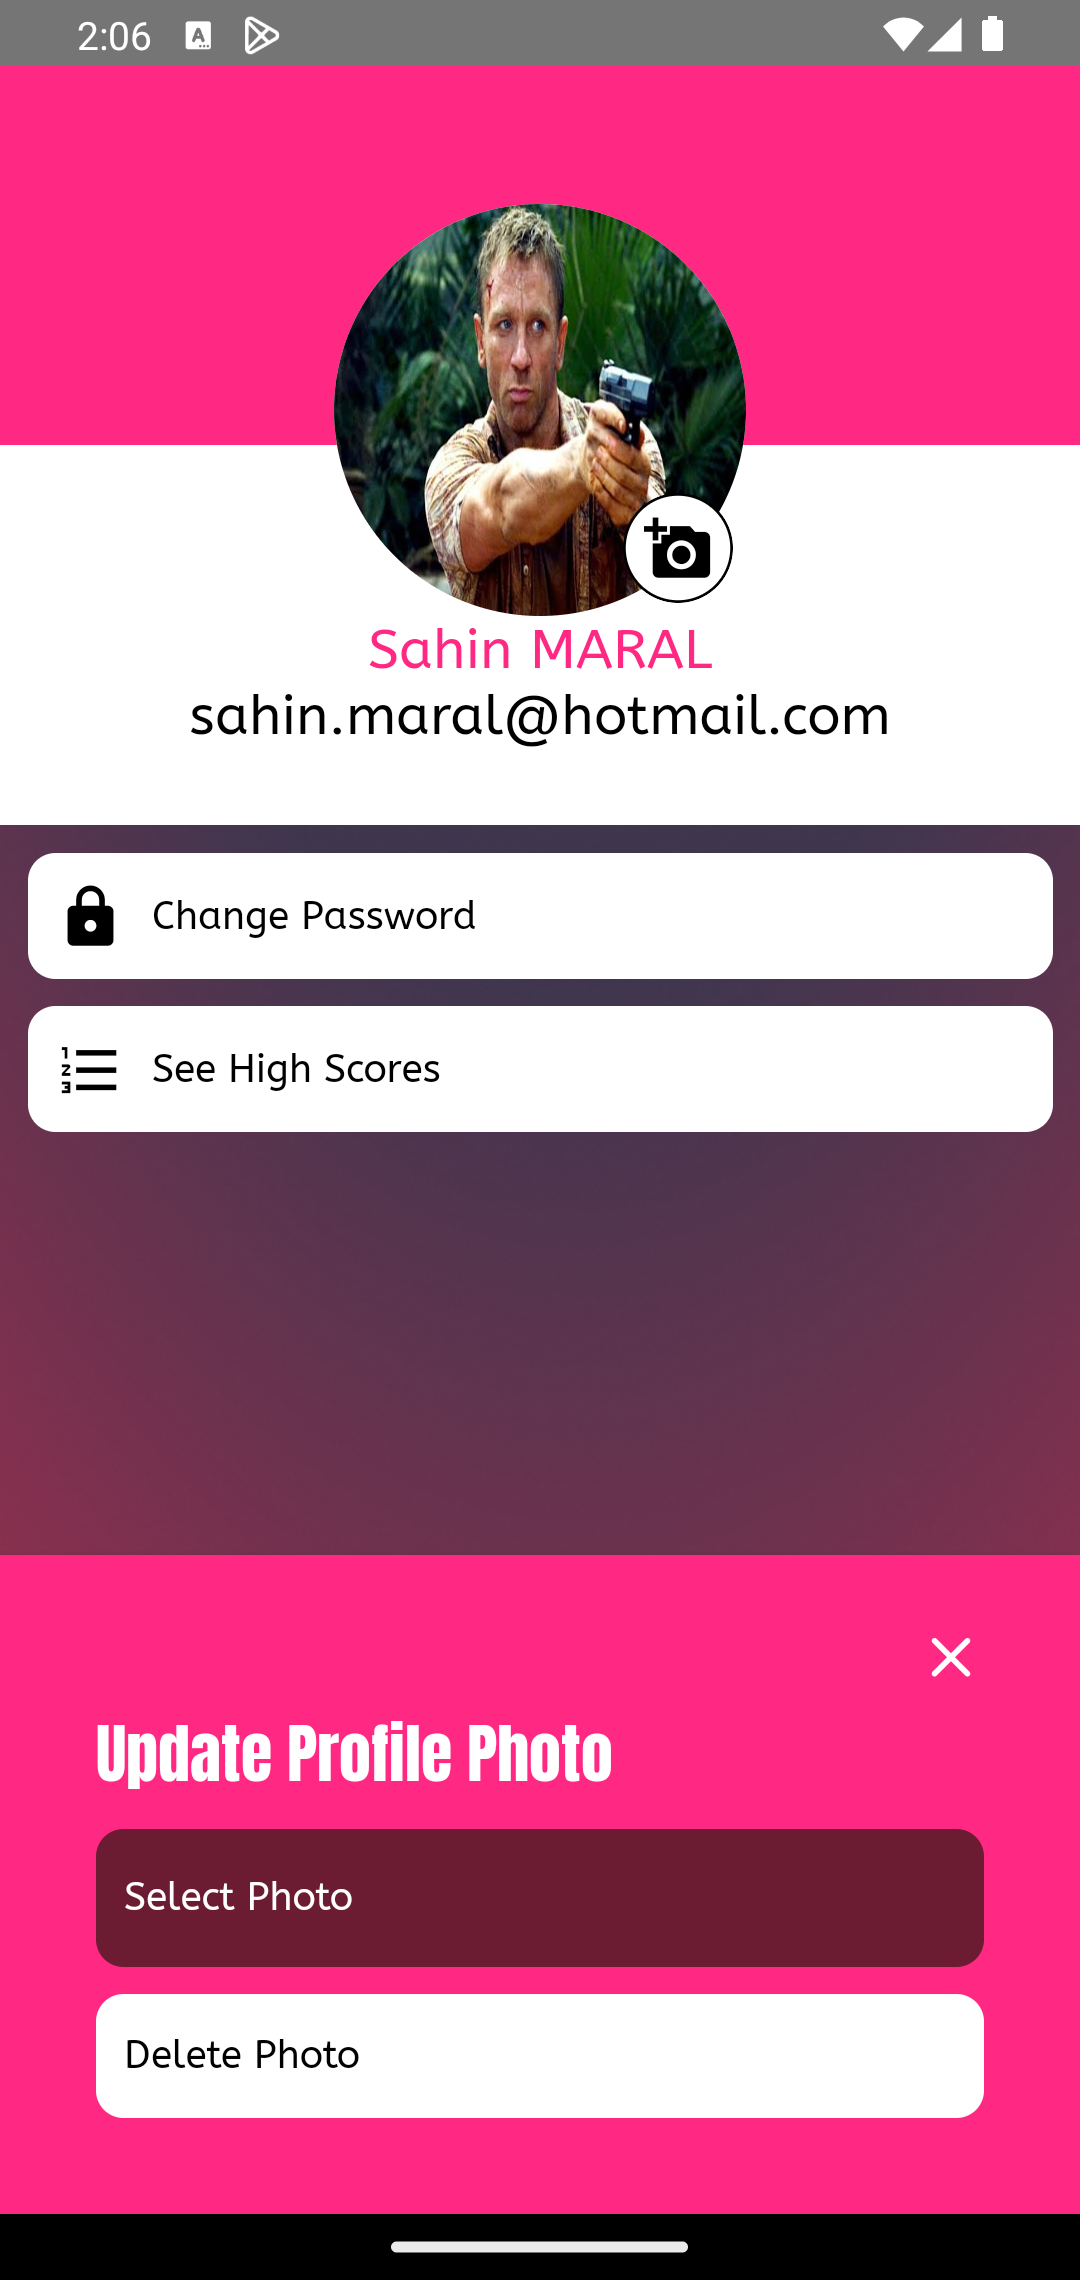 2:06
Sahin MARAL
sahin.maral@hotmail.com
Change Password
See High Scores
Update Profile Photo
Select Photo
Delete Photo